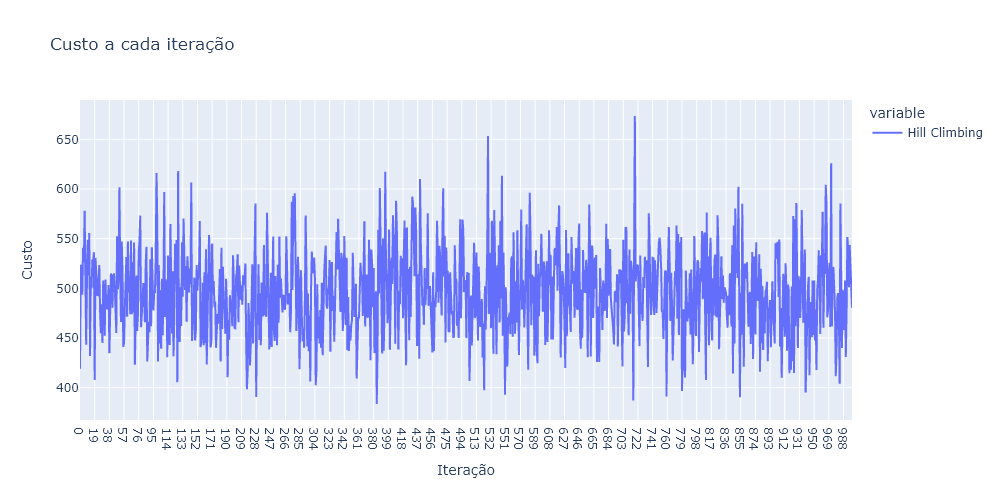 Custo a cada iteração
variable
Hill Climbing
Custo
650
600
550
500
450
400
0 19 38 57 76 95 114 133 152 171 190 209 228 247 266 285 304 323 342 361 380 399 418 437 456 475 494 513 532 551 570 589 608 627 646 665 684 703 722 741 760 779 798 817 836 855 874 893 912 931 950 969 988
Iteração